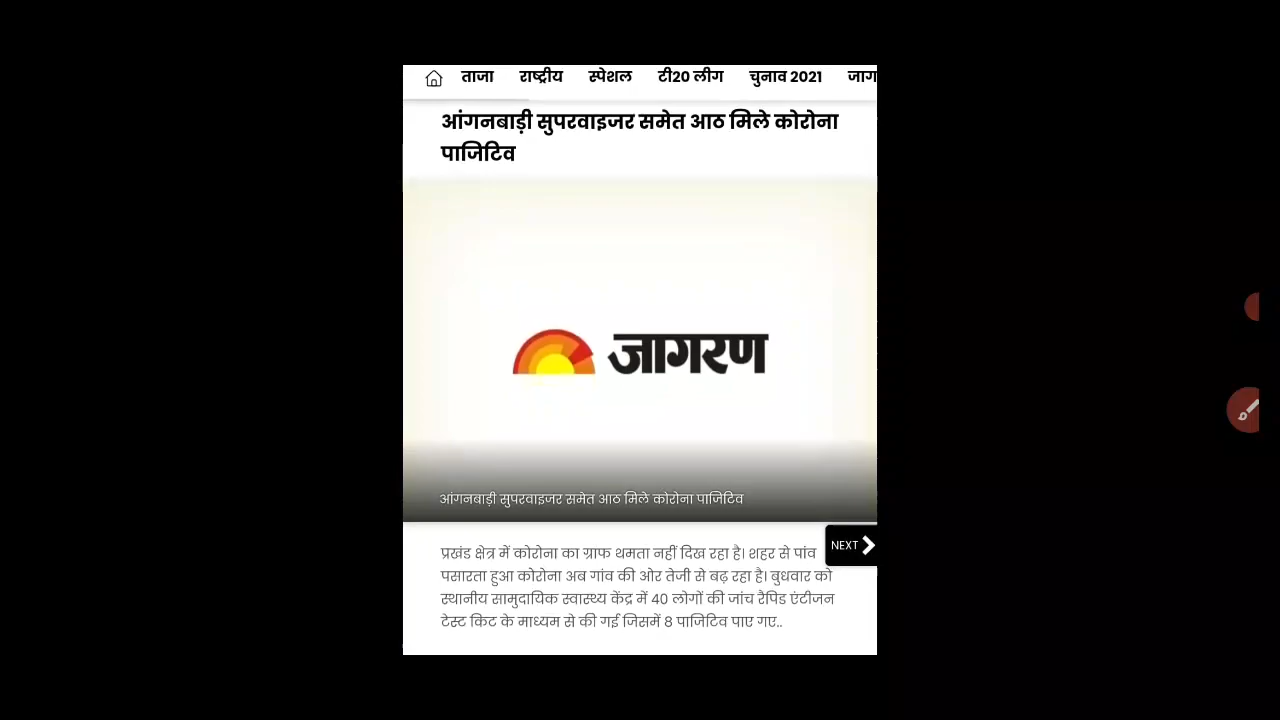 ताजा राष्ट्रीय स्पेशल टी20 लीग चुनाव 2021 जाग
आंगनबाड़ी सुपरवाइजर समेत आठ मिले कोरोना
पाजिटिव
जागरण
आंगनबाड़ी सुपरवाइजर समेत आठ मिले कोरोना पाजिटिव
NEXT
प्रखंड क्षेत्र में कोरोना का ग्राफ थमता नहीं दिख रहा है। शहर से पांव
पसारता हुआ कोरोना अब गांव की ओर तेजी से बढ़ रहा है। बुधवार को
स्थानीय सामुदायिक स्वास्थ्य केंद्र में 40 लोगों की जांच रैपिड एंटीजन
टेस्ट किट के माध्यम से की गई जिसमें 8 पाजिटिव पाए गए..